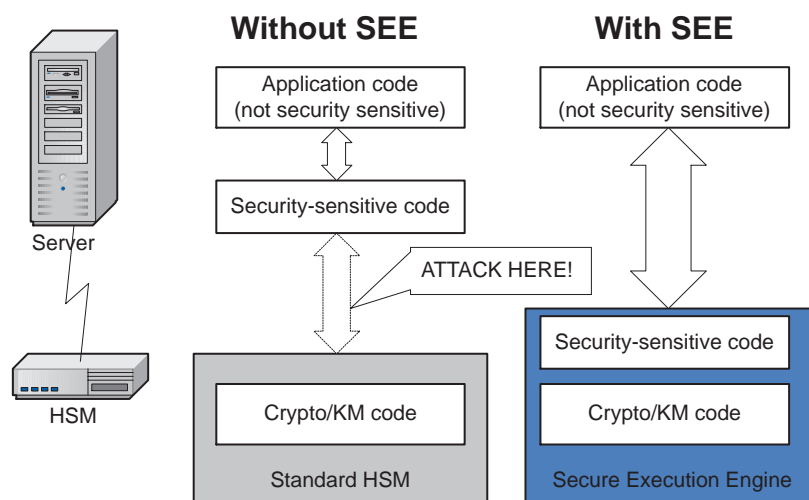 Without SEE
With SEE
Application code
(not security sensitive)
Application code
(not security sensitive)
Security-sensitive code
Server
ATTACK HERE!
Security-sensitive code
HSM
Crypto/KM code
Crypto/KM code
Standard HSM
Secure Execution Engine